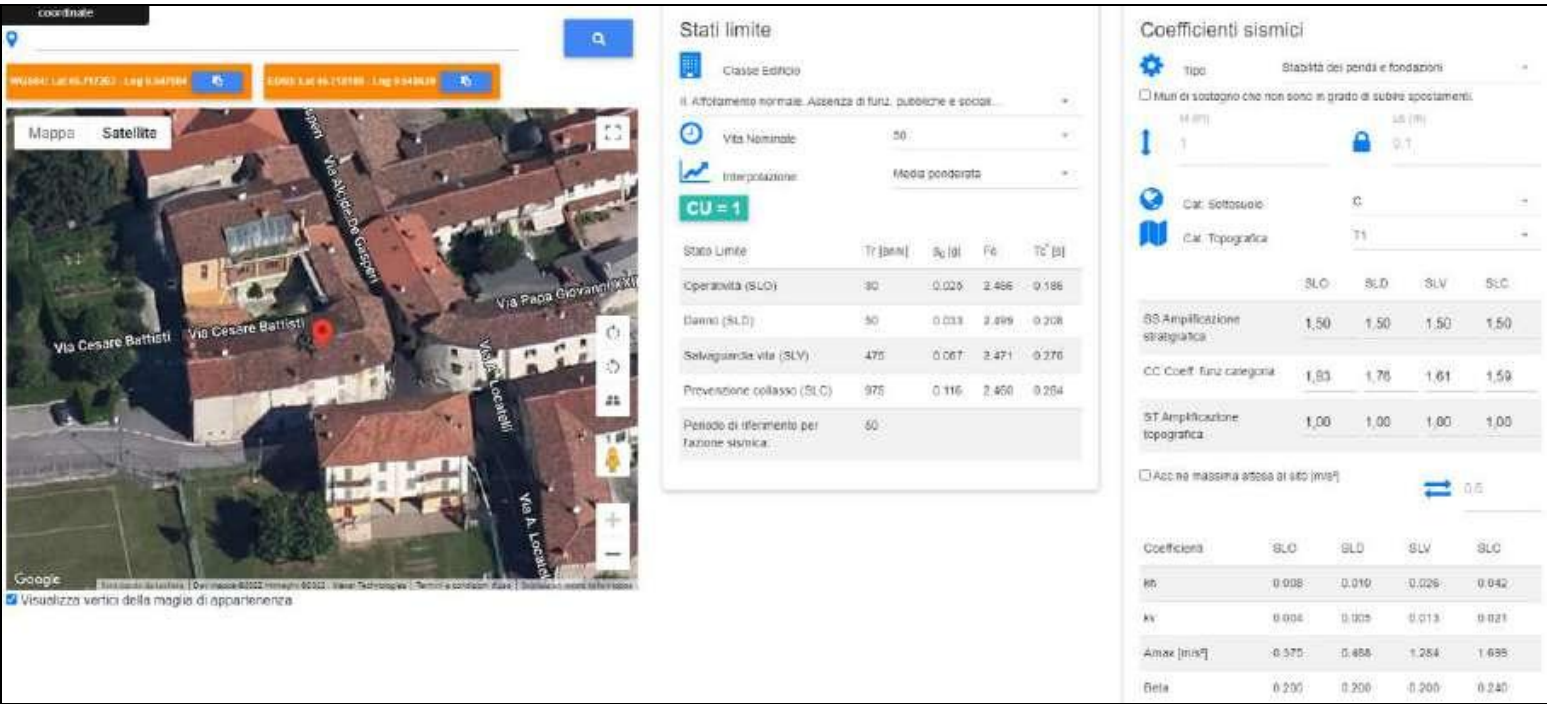 coordinate
Mappa Satellite
Via Alcide De Gasperi
Via Papa Giovanni XXI
Via Cesare Battisti Via Cesare Battisti
Via A. Locatelli
Via A. Locatel
Google
Visualizza vertici della maglia di appartenenza
Stati limite
Classe Edificio
II. Affollamento normale. Assenza di funz. pubbliche e sociali...
Vita Nominale 50
Interpolazione Media ponderata
CU = 1
Stato Limite Tr [anni] Fo Tc* [s]
Operatività (SLO) 30 0.025 2.466 0.186
Danno (SLD) 50 0.033 2.499 0.208
Salvaguardia vita (SLV) 475 2.471
Prevenzione collasso (SLC) 975 0.116 2.460
Periodo di riferimento per
l'azione sismica: 50
Coefficienti sismici
Tipo Stabilità dei pendii e fondazioni
Muri di sostegno che non sono in grado di subire spostamenti.
1 0.1
Cat. Sottosuolo C
Cat. Topografica T1
SLO SLD SLV SLC
SS Amplificazione
stratigrafica 1,50 1,50 1,50 1,50
CC Coeff. funz categoria 1,83 1,76 1,61 1,59
ST Amplificazione
topografica 1,00 1,00 1,00 1,00
Acc.ne massima attesa al sito [m/s²]
Coefficienti SLO SLD SLV SLC
kh 0.008 0.010 0.026 0.042
kv 0.004 0.005 0.013 0.021
Amax [m/s²] 0.375 1.284
Beta 0.200 0.200 0.200 0.240